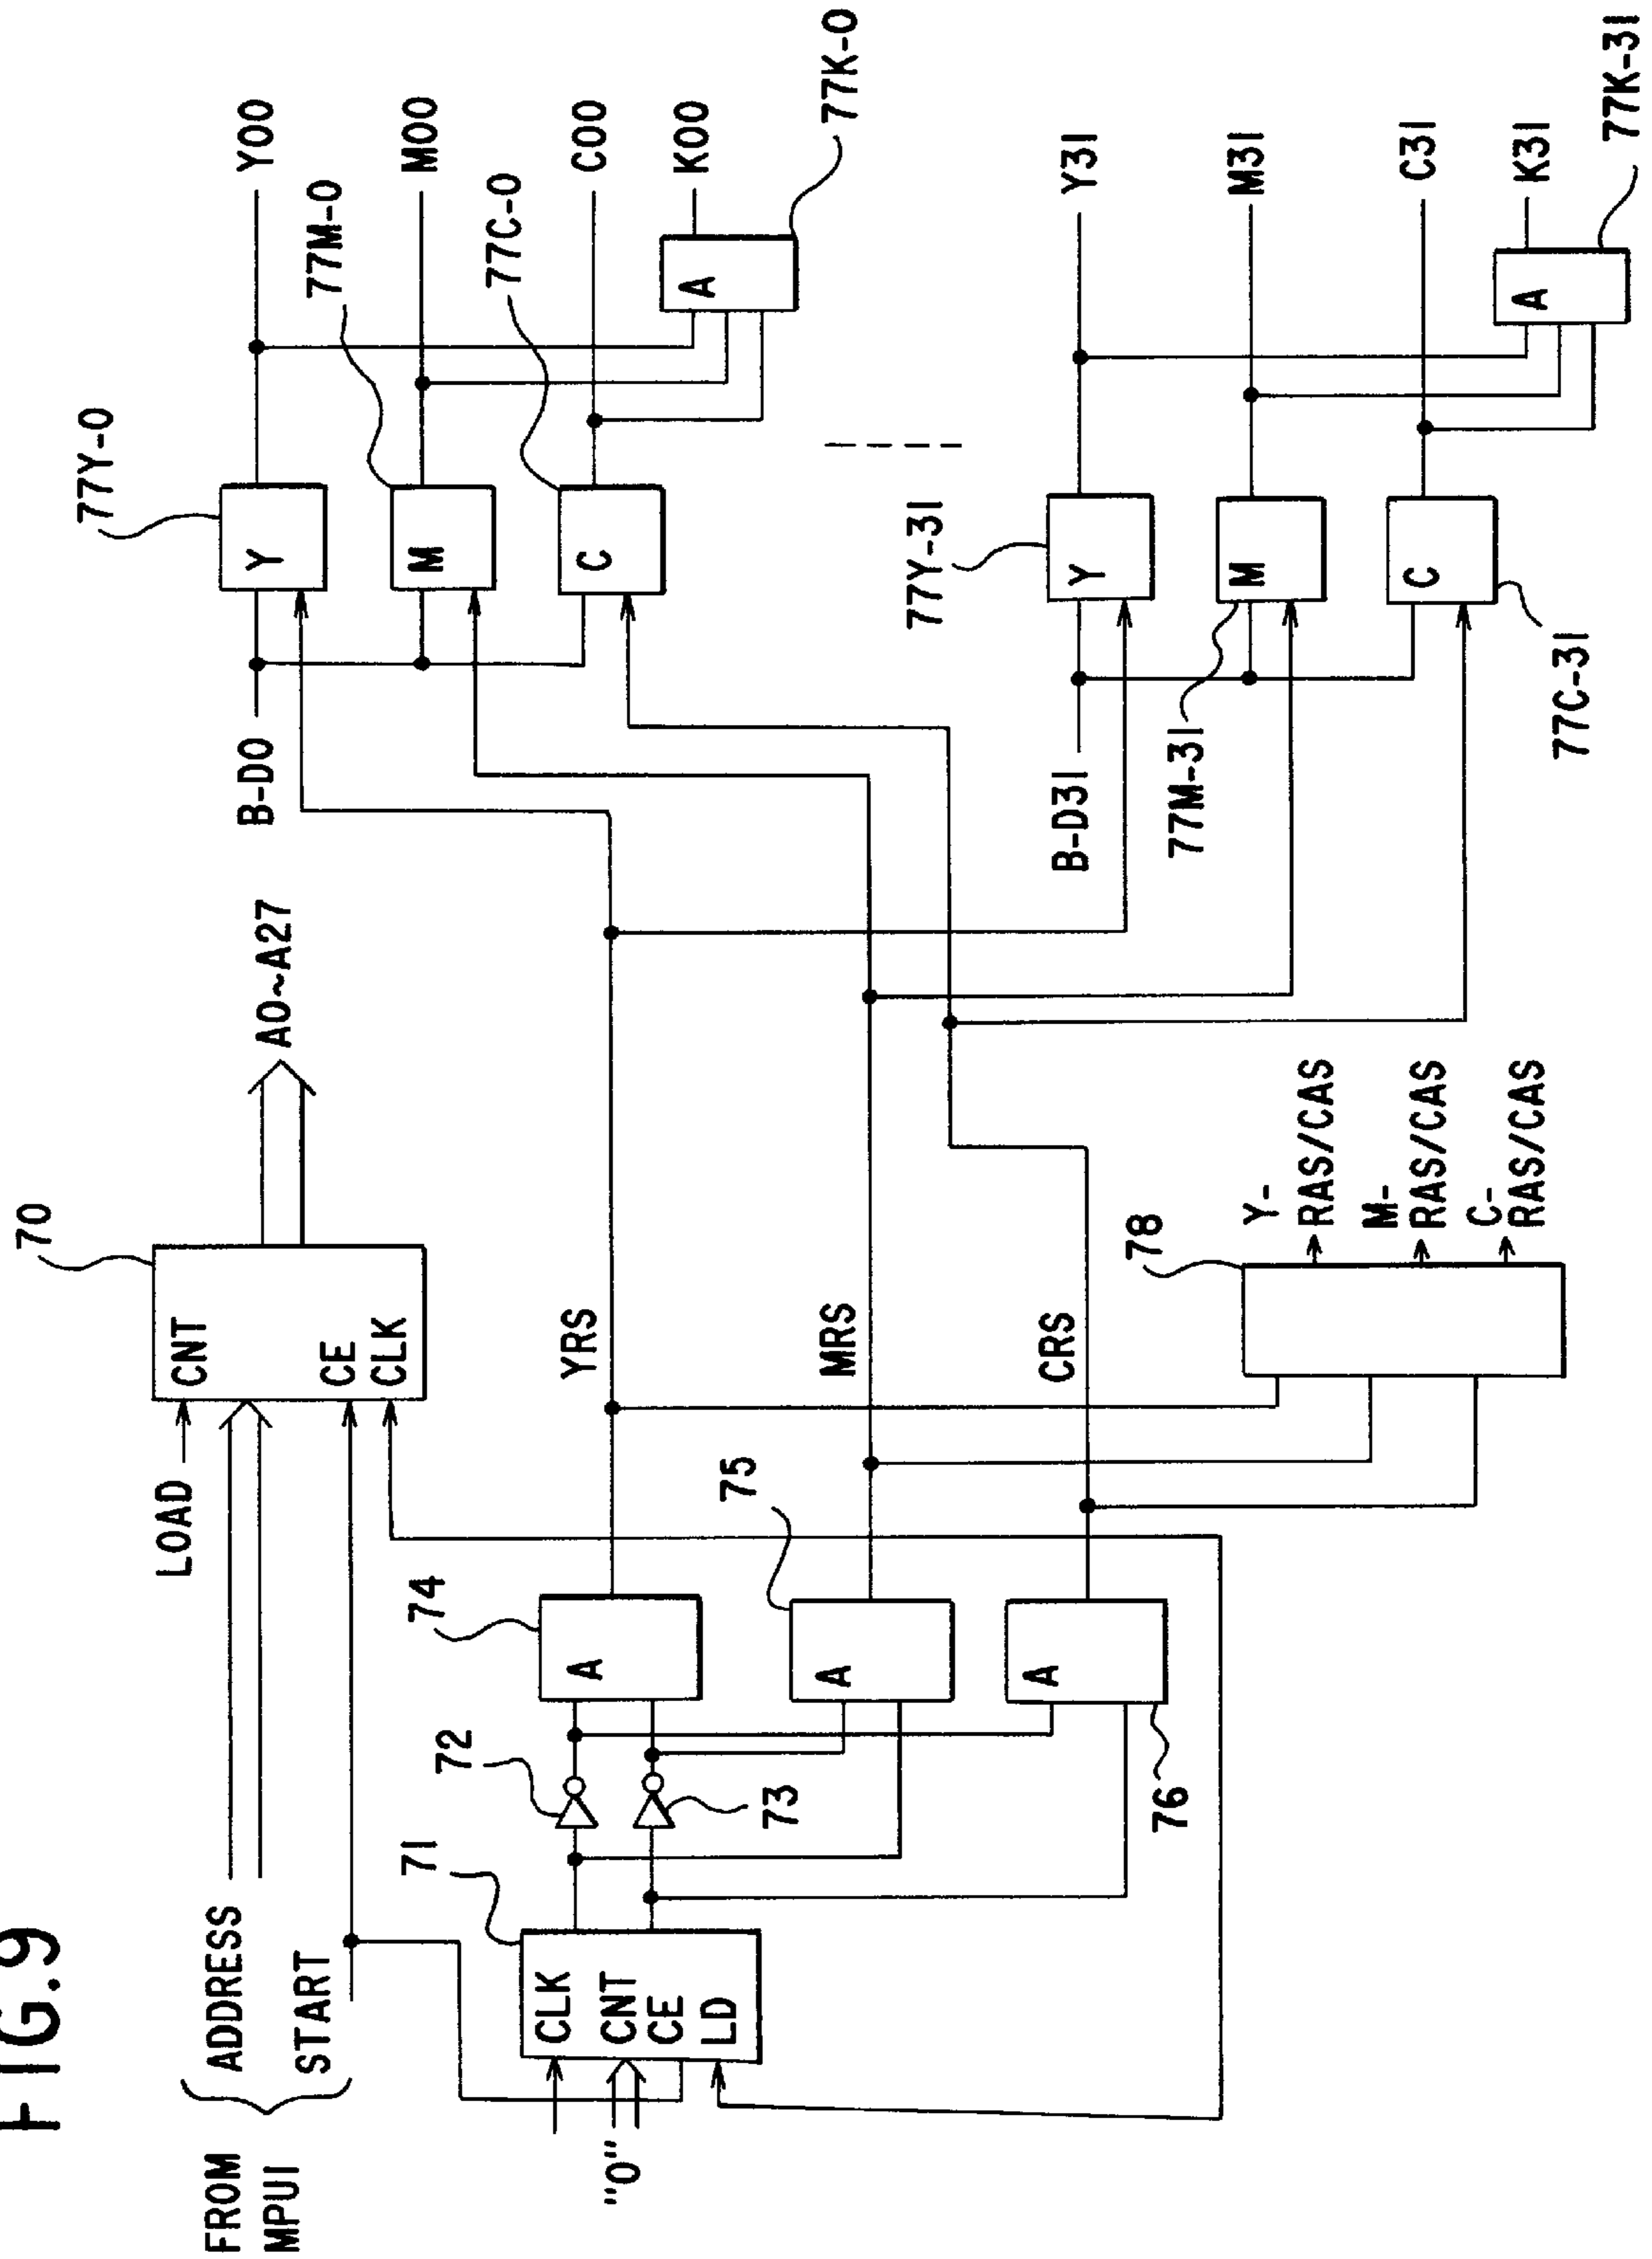 FIG.9
FROM
MPU1
ADDRESS
START
LOAD
CNT
CE
CLK
70
A0~A27
"0"
CLK
CNT
CE
LD
71
72
73
A
74
A
75
A
76
YRS
MRS
CRS
78
Y-
RAS/CAS
M-
RAS/CAS
C-
RAS/CAS
B-D0
Y
77Y-0
M
77M-0
C
77C-0
A
77K-0
Y00
M00
C00
K00
B-D31
Y
77Y-31
M
77M-31
C
77C-31
A
77K-31
Y31
M31
C31
K31